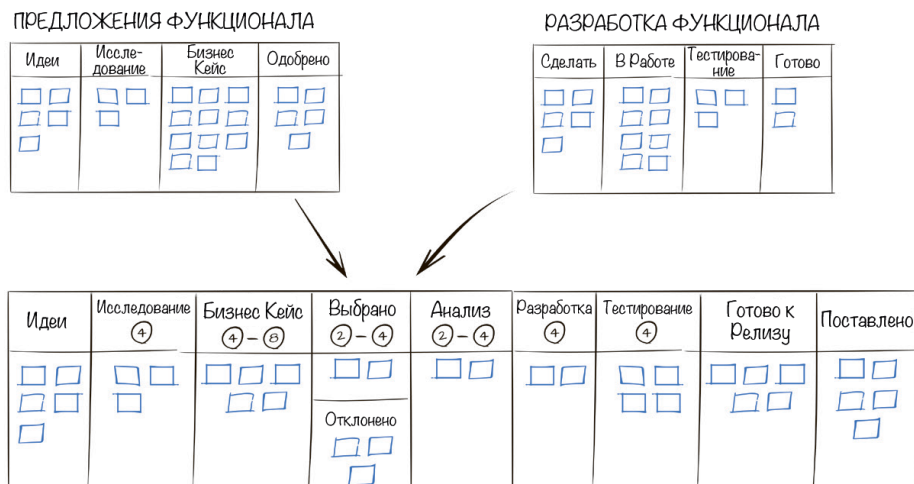 ПРЕДЛОЖЕНИЯ ФУНКЦИОНАЛА
Идеи
Иссле-
дование
Бизнес
Кейс
Одобрено
РАЗРАБОТКА ФУНКЦИОНАЛА
Сделать
В Работе
Тестирова-
ние
Готово
Идеи
Исследование
4
Бизнес Кейс
4 - 8
Выбрано
2 - 4
Отклонено
Анализ
2 - 4
Разработка
4
Тестирование
4
Готово к
Релизу
Поставлено